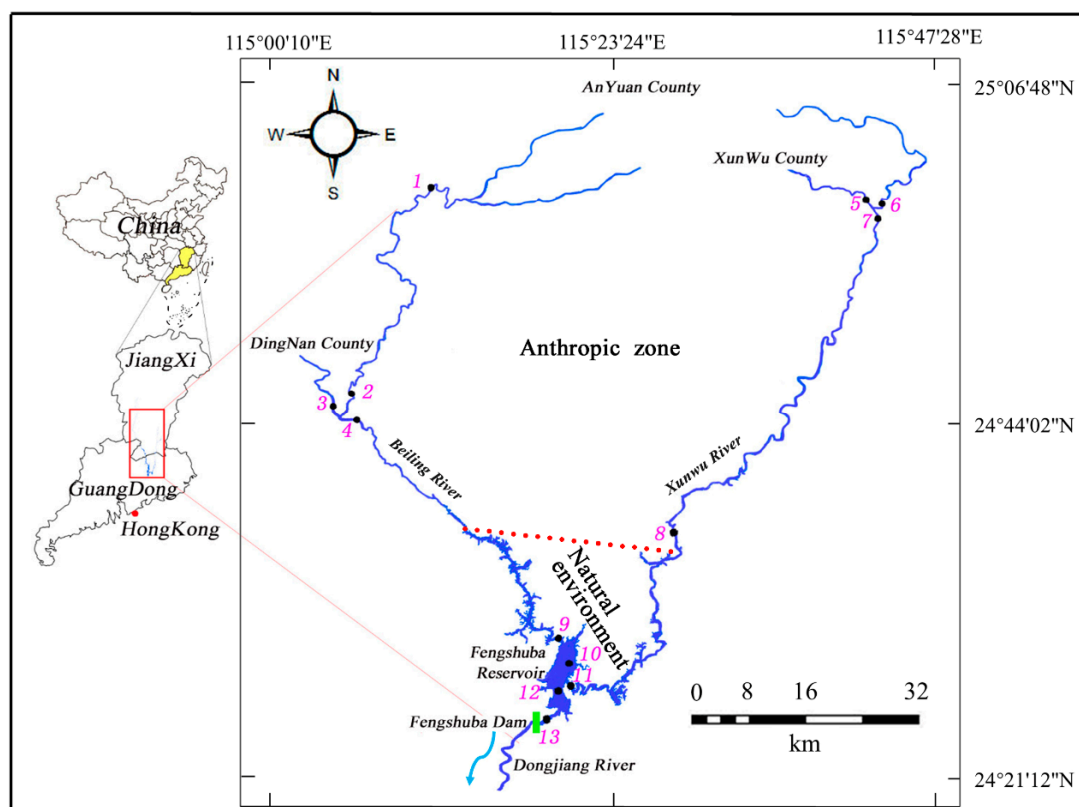 115°00'10"E
115°23'24"E
115°47'28"E
25°06'48"N
AnYuan County
N
W
E
S
XunWu County
1
5
6
7
China
DingNan County
Anthropic zone
JiangXi
2
3
4
24°44'02"N
Beiling River
Xunwu River
GuangDong
HongKong
8
Natural
environment
9
Fengshuba
Reservoir
10
11
12
0 8 16 32
km
Fengshuba Dam
13
Dongjiang River
24°21'12"N